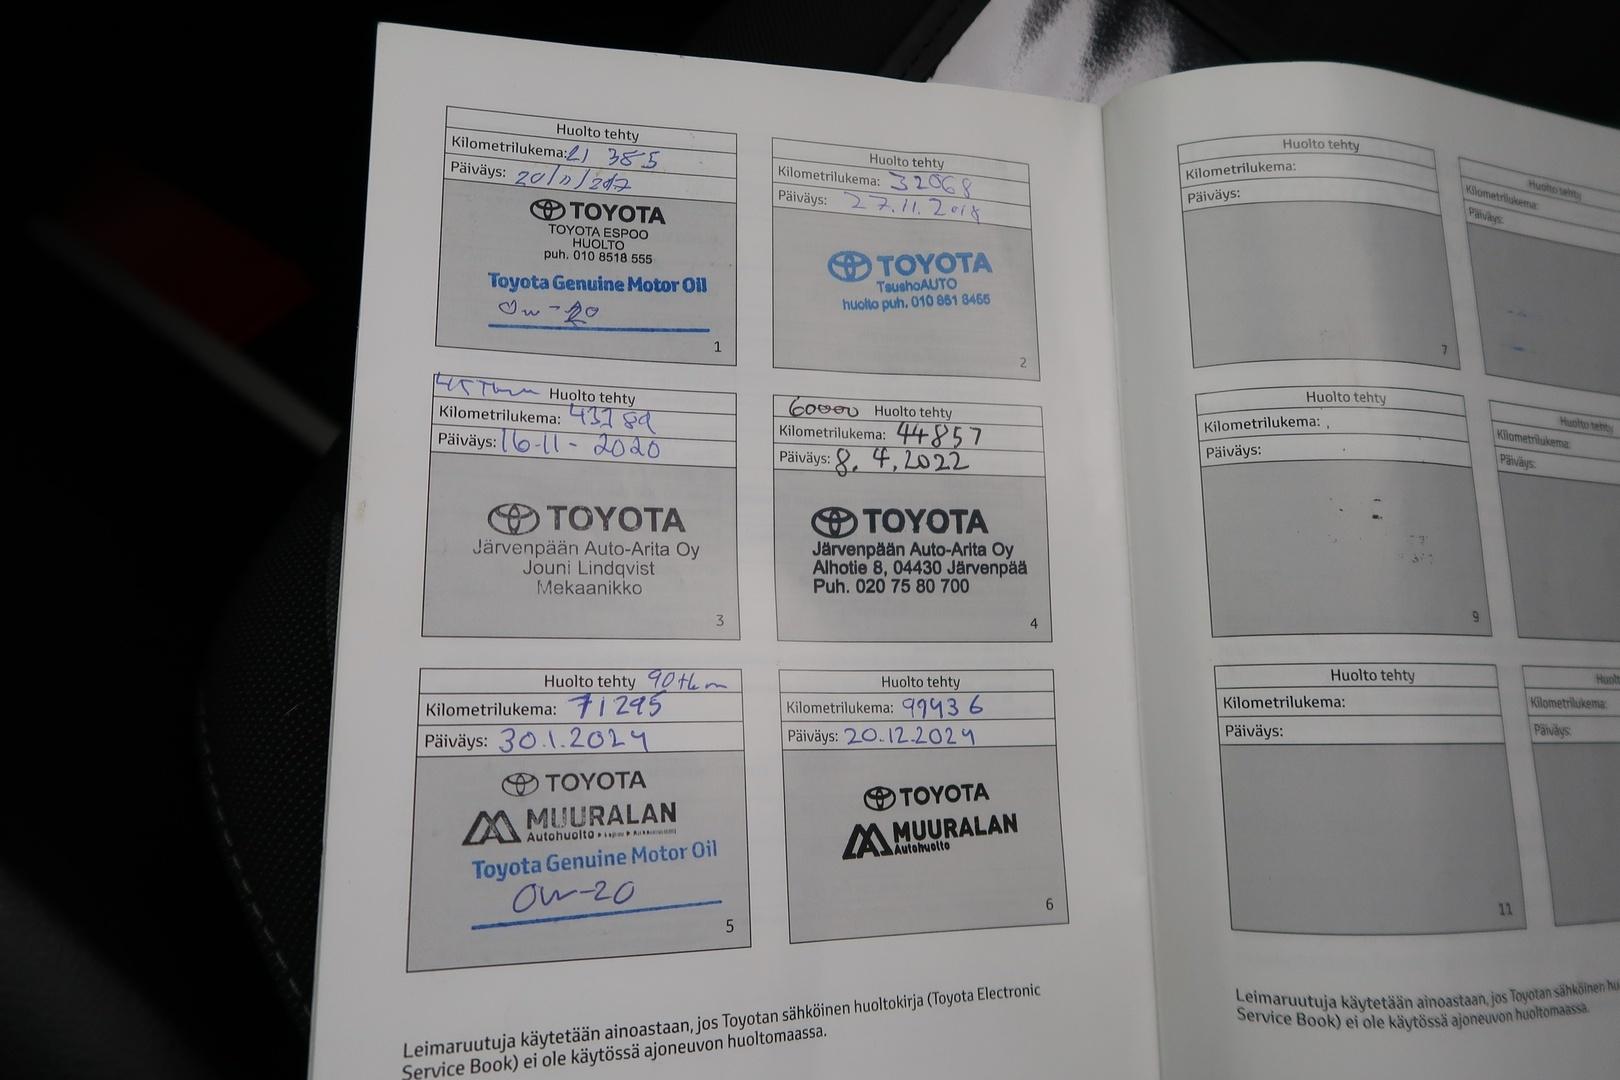 Huolto tehty
Kilometrilukema: 21 385
Päiväys: 20/11/2017
TOYOTA
TOYOTA ESPOO
HUOLTO
puh. 010 8518 555
Toyota Genuine Motor Oil
0w-20
1
Huolto tehty
Kilometrilukema: 32068
Päiväys: 27.11.2018
TOYOTA
TsushoAUTO
huolto puh. 010 851 8465
2
45 Tkm Huolto tehty
Kilometrilukema: 43789
Päiväys: 16-11-2020
TOYOTA
Järvenpään Auto-Arita Oy
Jouni Lindqvist
Mekaanikko
3
60000 Huolto tehty
Kilometrilukema: 44857
Päiväys: 8.4.2022
TOYOTA
Järvenpään Auto-Arita Oy
Alhotie 8, 04430 Järvenpää
Puh. 020 75 80 700
4
Huolto tehty 90tkm
Kilometrilukema: 71295
Päiväys: 30.1.2024
TOYOTA
MUURALAN
Autohuolto
Toyota Genuine Motor Oil
0W-20
5
Huolto tehty
Kilometrilukema: 99436
Päiväys: 20.12.2024
TOYOTA
MUURALAN
Autohuolto
6
Leimaruutuja käytetään ainoastaan, jos Toyotan sähköinen huoltokirja (Toyota Electronic
Service Book) ei ole käytössä ajoneuvon huoltomaassa.
Huolto tehty
Kilometrilukema:
Päiväys:
7
Huolto tehty
Kilometrilukema:
Päiväys:
Huolto tehty
Kilometrilukema:
Päiväys:
9
Huolto tehty
Kilometrilukema:
Päiväys:
Huolto tehty
Kilometrilukema:
Päiväys:
11
Kilometrilukema:
Päiväys:
Leimaruutuja käytetään ainoastaan, jos Toyotan sähköinen
Service Book) ei ole käytössä ajoneuvon huoltomaassa.